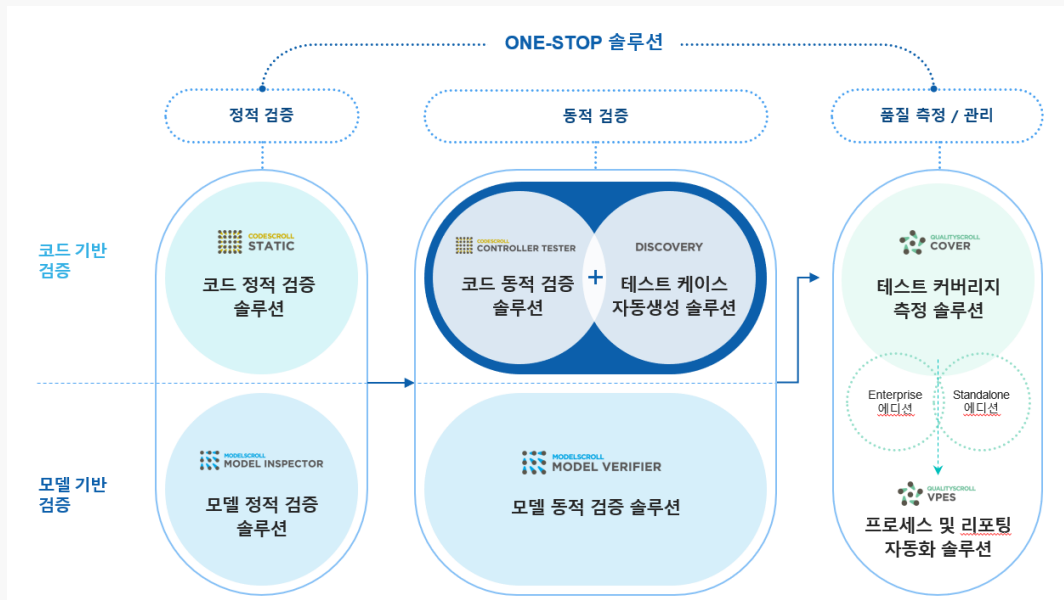 ONE-STOP 솔루션
정적 검증
동적 검증
품질 측정 / 관리
코드 기반
검증
CODESCROLL
STATIC
코드 정적 검증
솔루션
CODESCROLL
CONTROLLER TESTER
코드 동적 검증
솔루션
+
DISCOVERY
테스트 케이스
자동생성 솔루션
QUALITYSCROLL
COVER
테스트 커버리지
측정 솔루션
Enterprise
에디션
Standalone
에디션
모델 기반
검증
MODELSCROLL
MODEL INSPECTOR
모델 정적 검증
솔루션
MODELSCROLL
MODEL VERIFIER
모델 동적 검증 솔루션
QUALITYSCROLL
VPES
프로세스 및 리포팅
자동화 솔루션